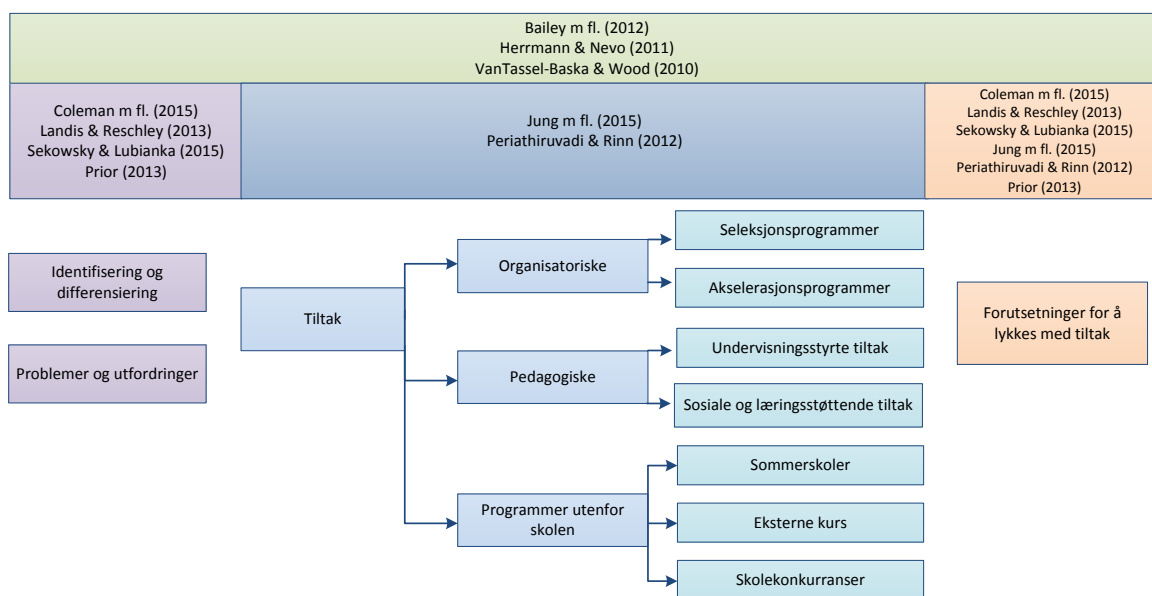 Bailey m fl. (2012)
Herrmann & Nevo (2011)
VanTassel-Baska & Wood (2010)
Coleman m fl. (2015)
Landis & Reschley (2013)
Sekowsky & Lubianka (2015)
Prior (2013)
Jung m fl. (2015)
Periathiruvadi & Rinn (2012)
Coleman m fl. (2015)
Landis & Reschley (2013)
Sekowsky & Lubianka (2015)
Jung m fl. (2015)
Periathiruvadi & Rinn (2012)
Prior (2013)
Identifisering og
differensiering
Problemer og utfordringer
Tiltak
Organisatoriske
Seleksjonsprogrammer
Akselerasjonsprogrammer
Pedagogiske
Undervisningsstyrte tiltak
Sosiale og læringsstøttende tiltak
Programmer utenfor
skolen
Sommerskoler
Eksterne kurs
Skolekonkurranser
Forutsetninger for å
lykkes med tiltak